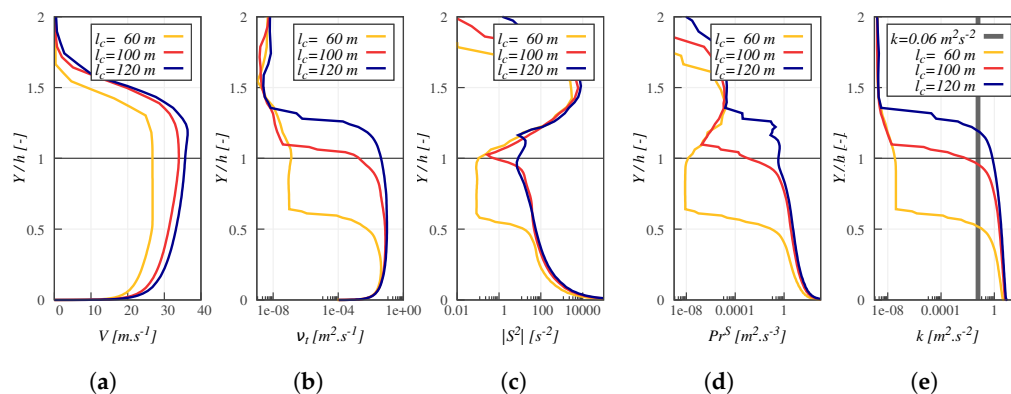 2
1.5
1
0.5
0
Y/h [-]
l_c= 60 m
l_c=100 m
l_c=120 m
0 10 20 30 40
V [m.s⁻¹]
(a)
2
1.5
1
0.5
0
Y/h [-]
l_c= 60 m
l_c=100 m
l_c=120 m
1e-08 1e-04 1e+00
ν_t [m².s⁻¹]
(b)
2
1.5
1
0.5
0
Y/h [-]
l_c= 60 m
l_c=100 m
l_c=120 m
0.01 1 100 10000
|S²| [s⁻²]
(c)
2
1.5
1
0.5
0
Y/h [-]
l_c= 60 m
l_c=100 m
l_c=120 m
1e-08 0.0001 1
Pr^S [m².s⁻³]
(d)
2
1.5
1
0.5
0
Y/h [-]
k=0.06 m²s⁻²
l_c= 60 m
l_c=100 m
l_c=120 m
1e-08 0.0001 1
k [m².s⁻²]
(e)